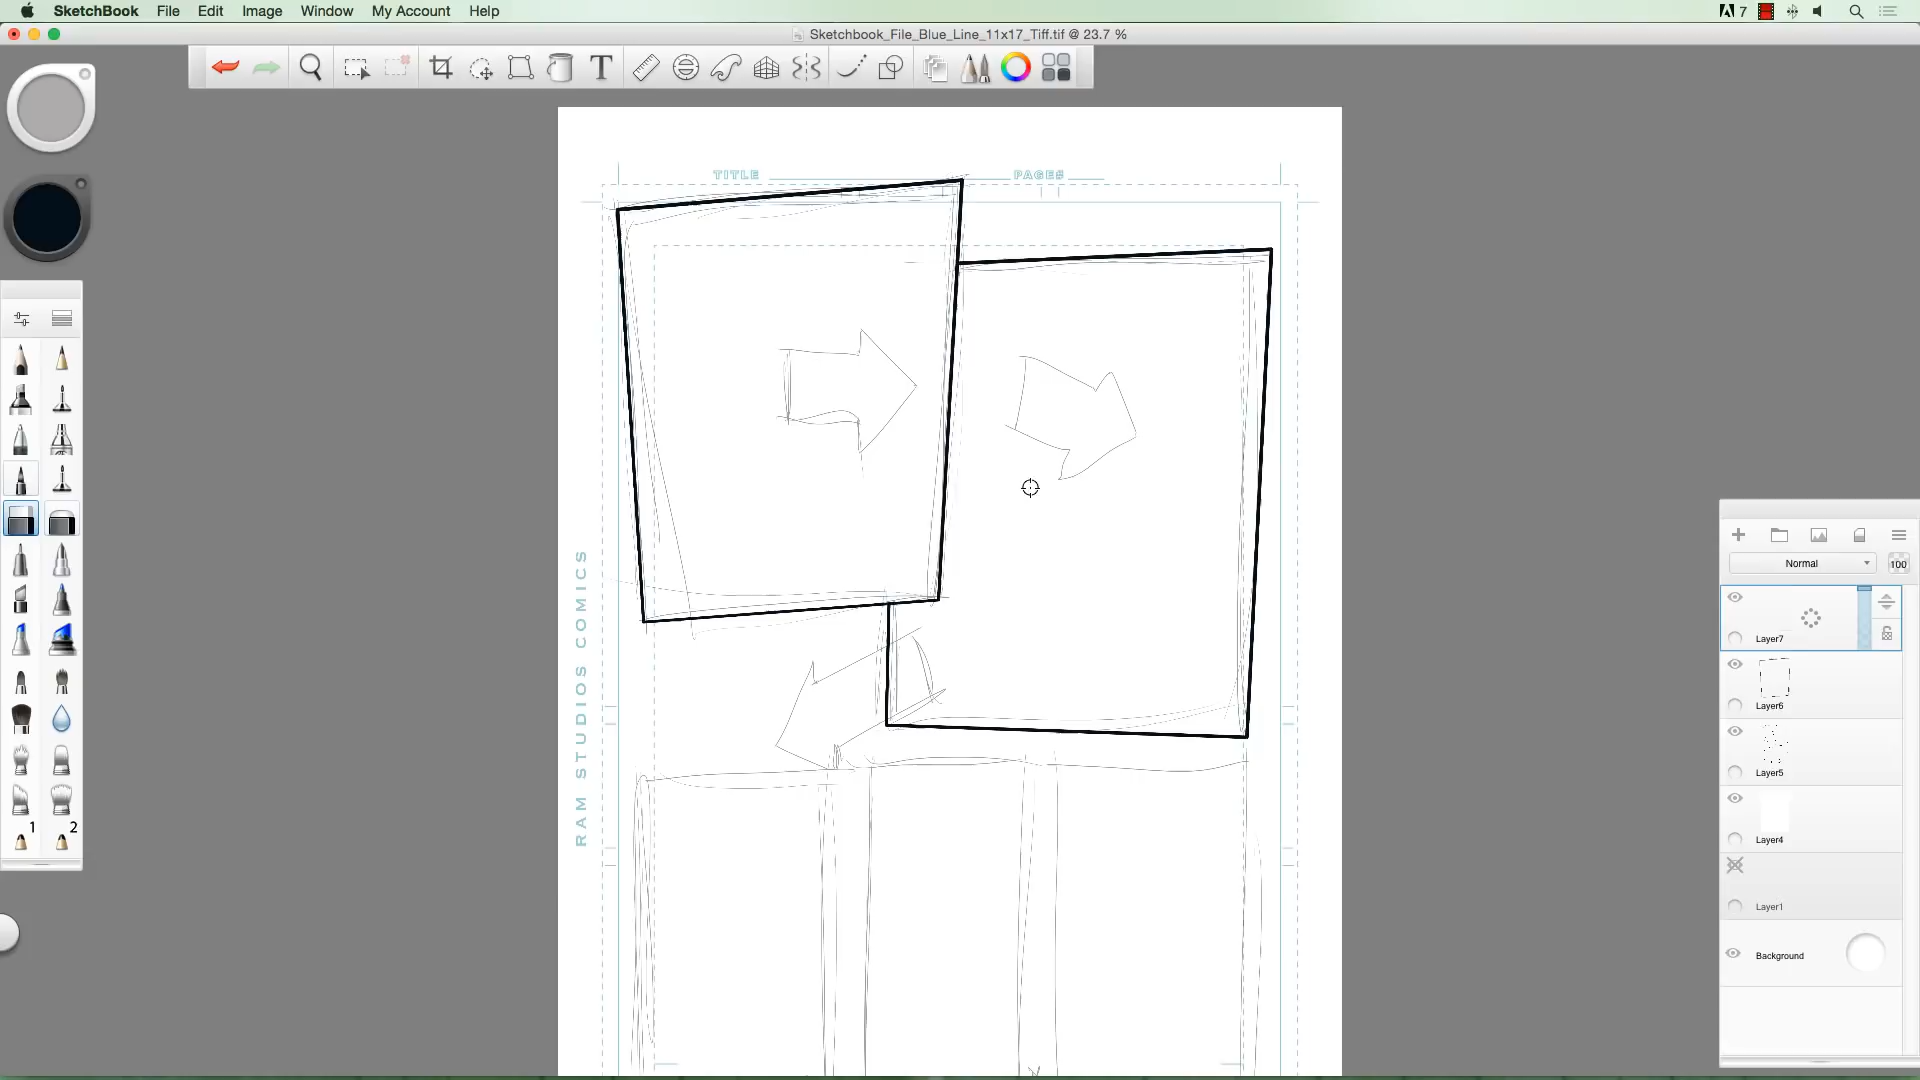 SketchBook File Edit Image Window My Account Help 7
Sketchbook_File_Blue_Line_11x17_Tiff.tif @ 23.7 %
T
TITLE PAGE#
RAM STUDIOS COMICS
1 2
Normal 100
Layer7
Layer6
Layer5
Layer4
Layer1
Background